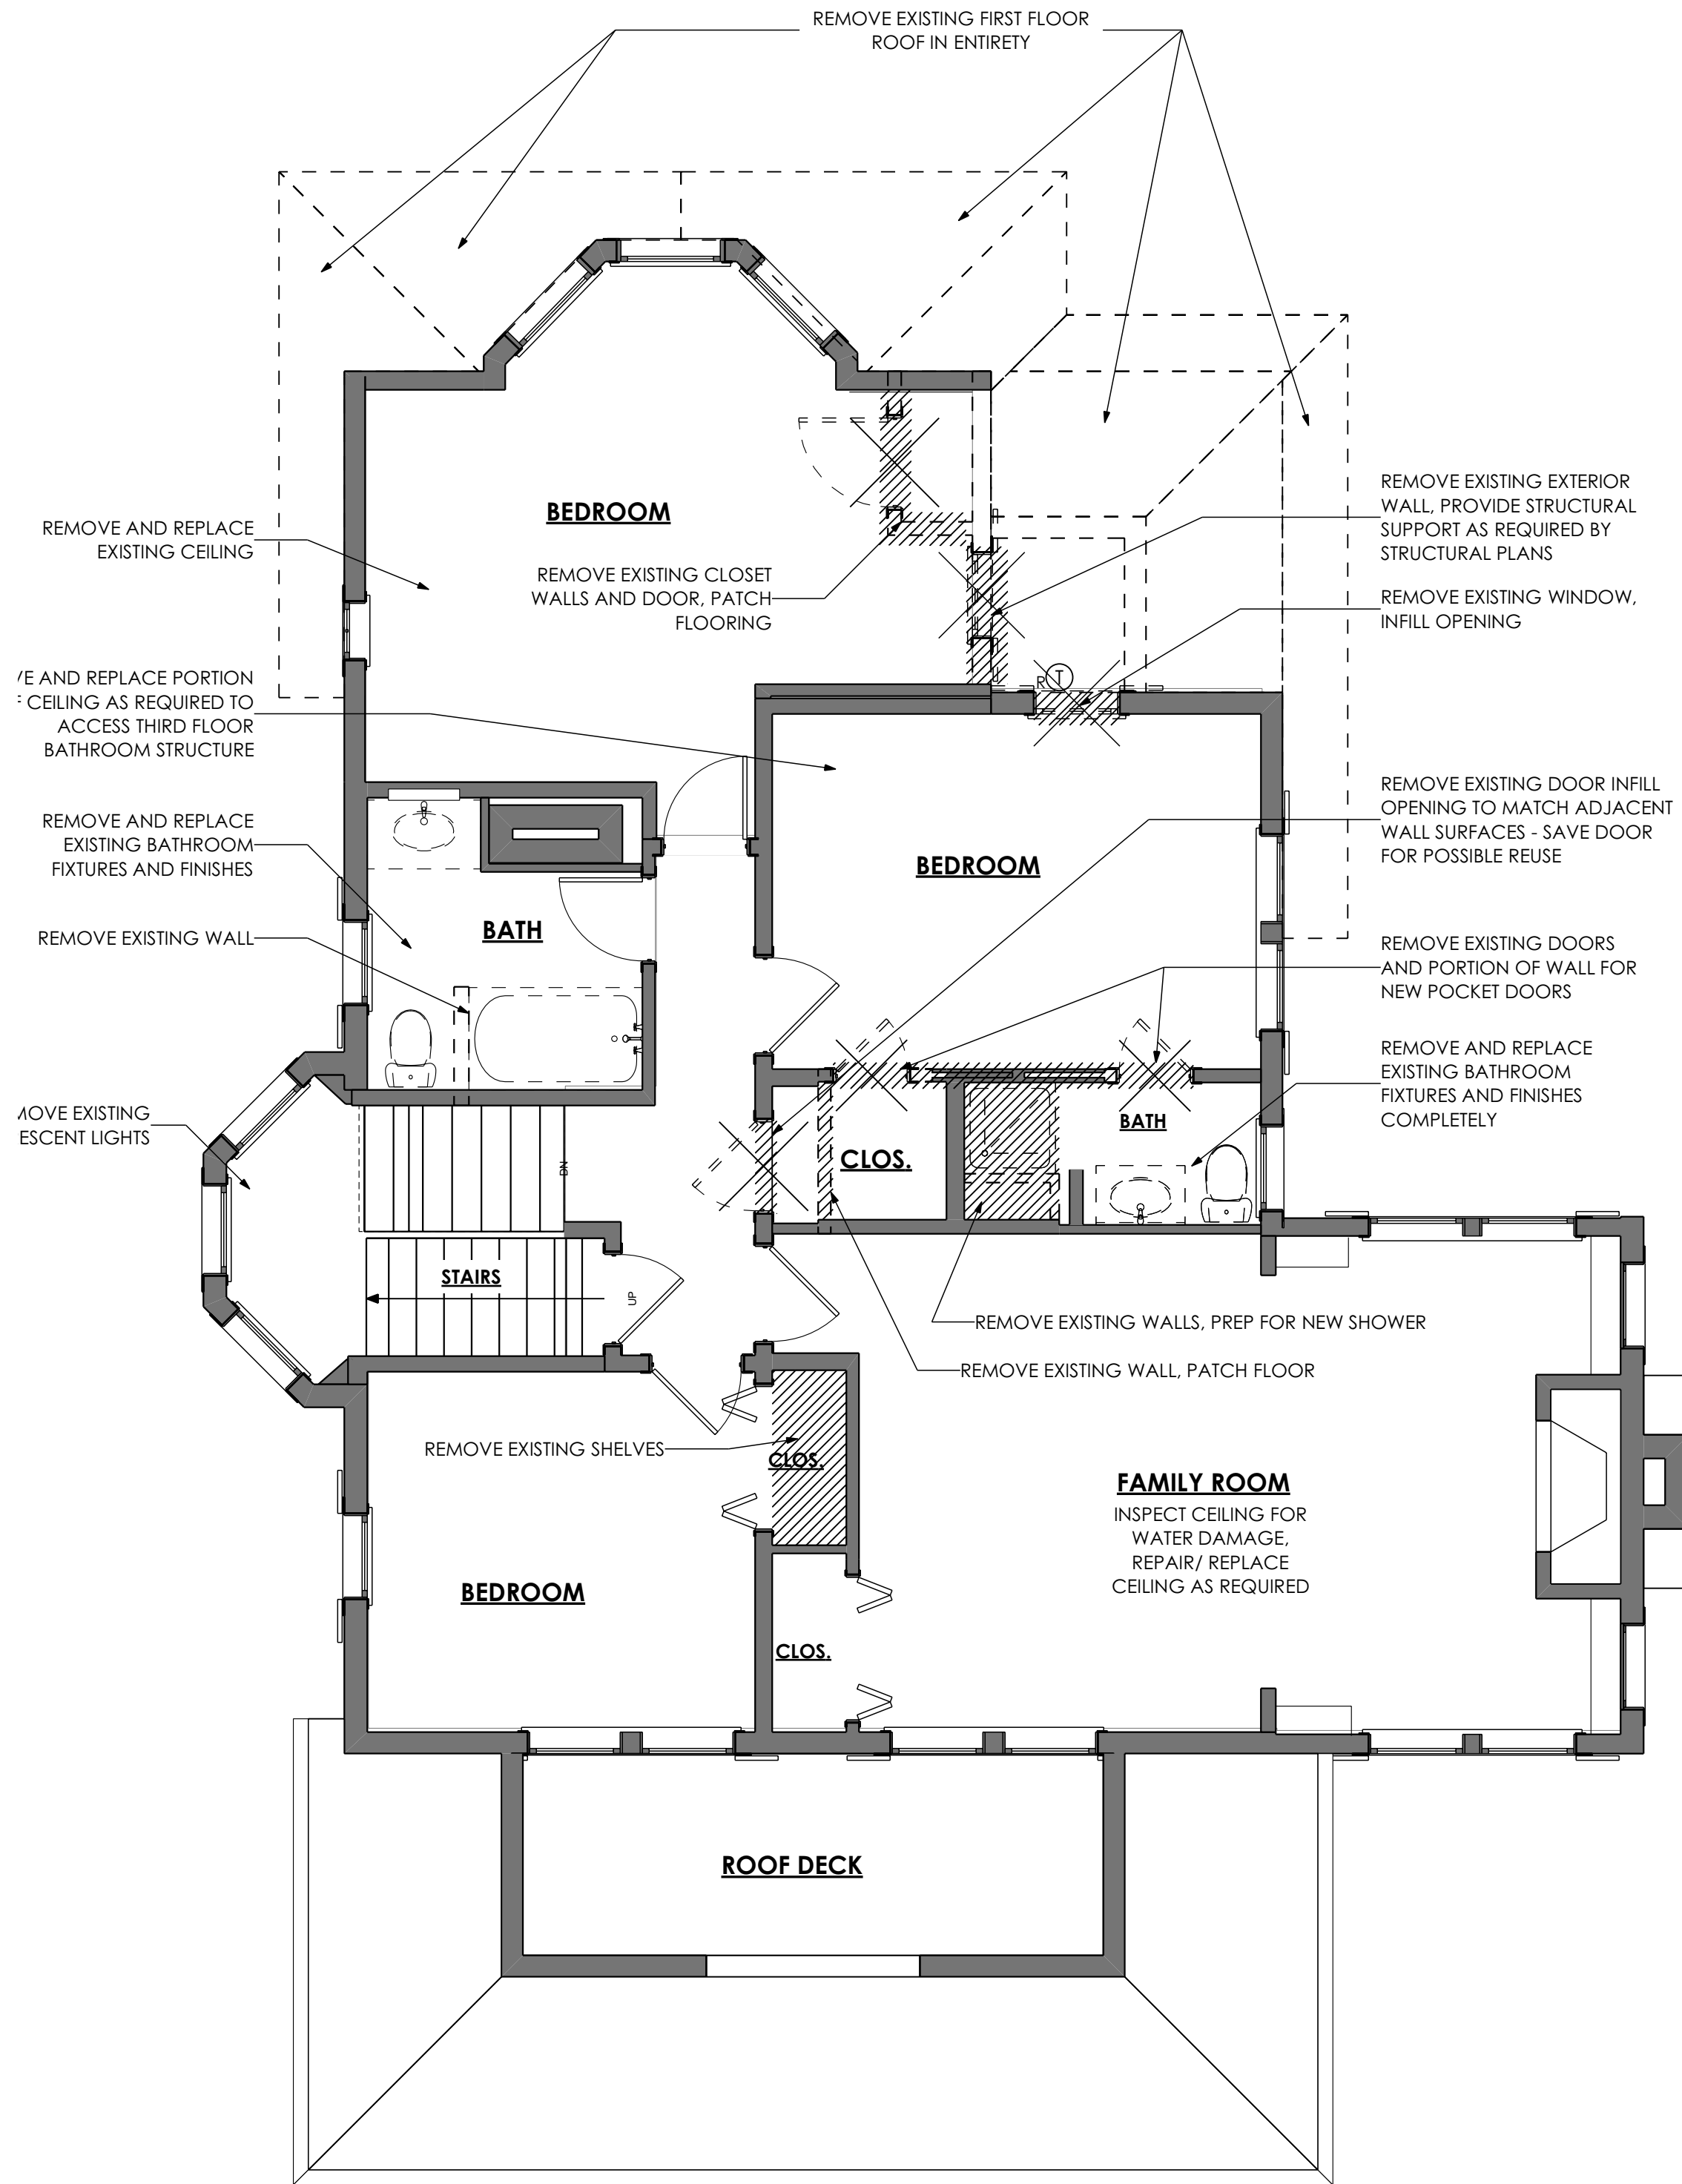 REMOVE EXISTING FIRST FLOOR
ROOF IN ENTIRETY
REMOVE EXISTING EXTERIOR
WALL, PROVIDE STRUCTURAL
SUPPORT AS REQUIRED BY
STRUCTURAL PLANS
BEDROOM
REMOVE AND REPLACE
EXISTING CEILING
REMOVE EXISTING CLOSET
WALLS AND DOOR, PATCH
FLOORING
REMOVE EXISTING WINDOW,
INFILL OPENING
R
T
AND REPLACE PORTION
CEILING AS REQUIRED TO
ACCESS THIRD FLOOR
BATHROOM STRUCTURE
REMOVE EXISTING DOOR INFILL
OPENING TO MATCH ADJACENT
WALL SURFACES - SAVE DOOR
FOR POSSIBLE REUSE
REMOVE AND REPLACE
EXISTING BATHROOM
FIXTURES AND FINISHES
BEDROOM
BATH
REMOVE EXISTING WALL
REMOVE EXISTING DOORS
AND PORTION OF WALL FOR
NEW POCKET DOORS
REMOVE AND REPLACE
EXISTING BATHROOM
FIXTURES AND FINISHES
COMPLETELY
EXISTING
LIGHTS
BATH
CLOS.
DN
STAIRS
UP
REMOVE EXISTING WALLS, PREP FOR NEW SHOWER
REMOVE EXISTING WALL, PATCH FLOOR
REMOVE EXISTING SHELVES
CLOS.
FAMILY ROOM
INSPECT CEILING FOR
WATER DAMAGE,
REPAIR/ REPLACE
CEILING AS REQUIRED
BEDROOM
CLOS.
ROOF DECK